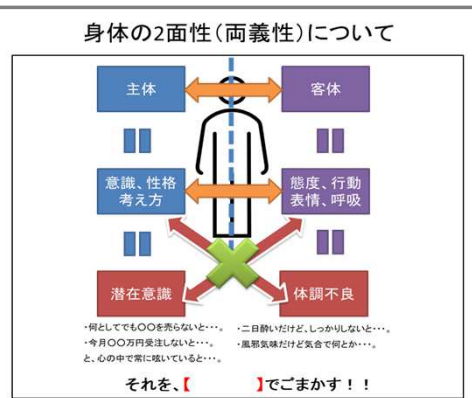 身体の2面性(両義性)について
主体
客体
意識、性格
考え方
態度、行動
表情、呼吸
潜在意識
体調不良
・何としてでも〇〇を売らないと・・・。
・今月〇〇万円受注しないと・・・。
と、心の中で常に呟いていると・・・。
・二日酔いだけど、しっかりしないと・・・。
・風邪気味だけど気合で何とか・・・。
それを、【 】でごまかす！！